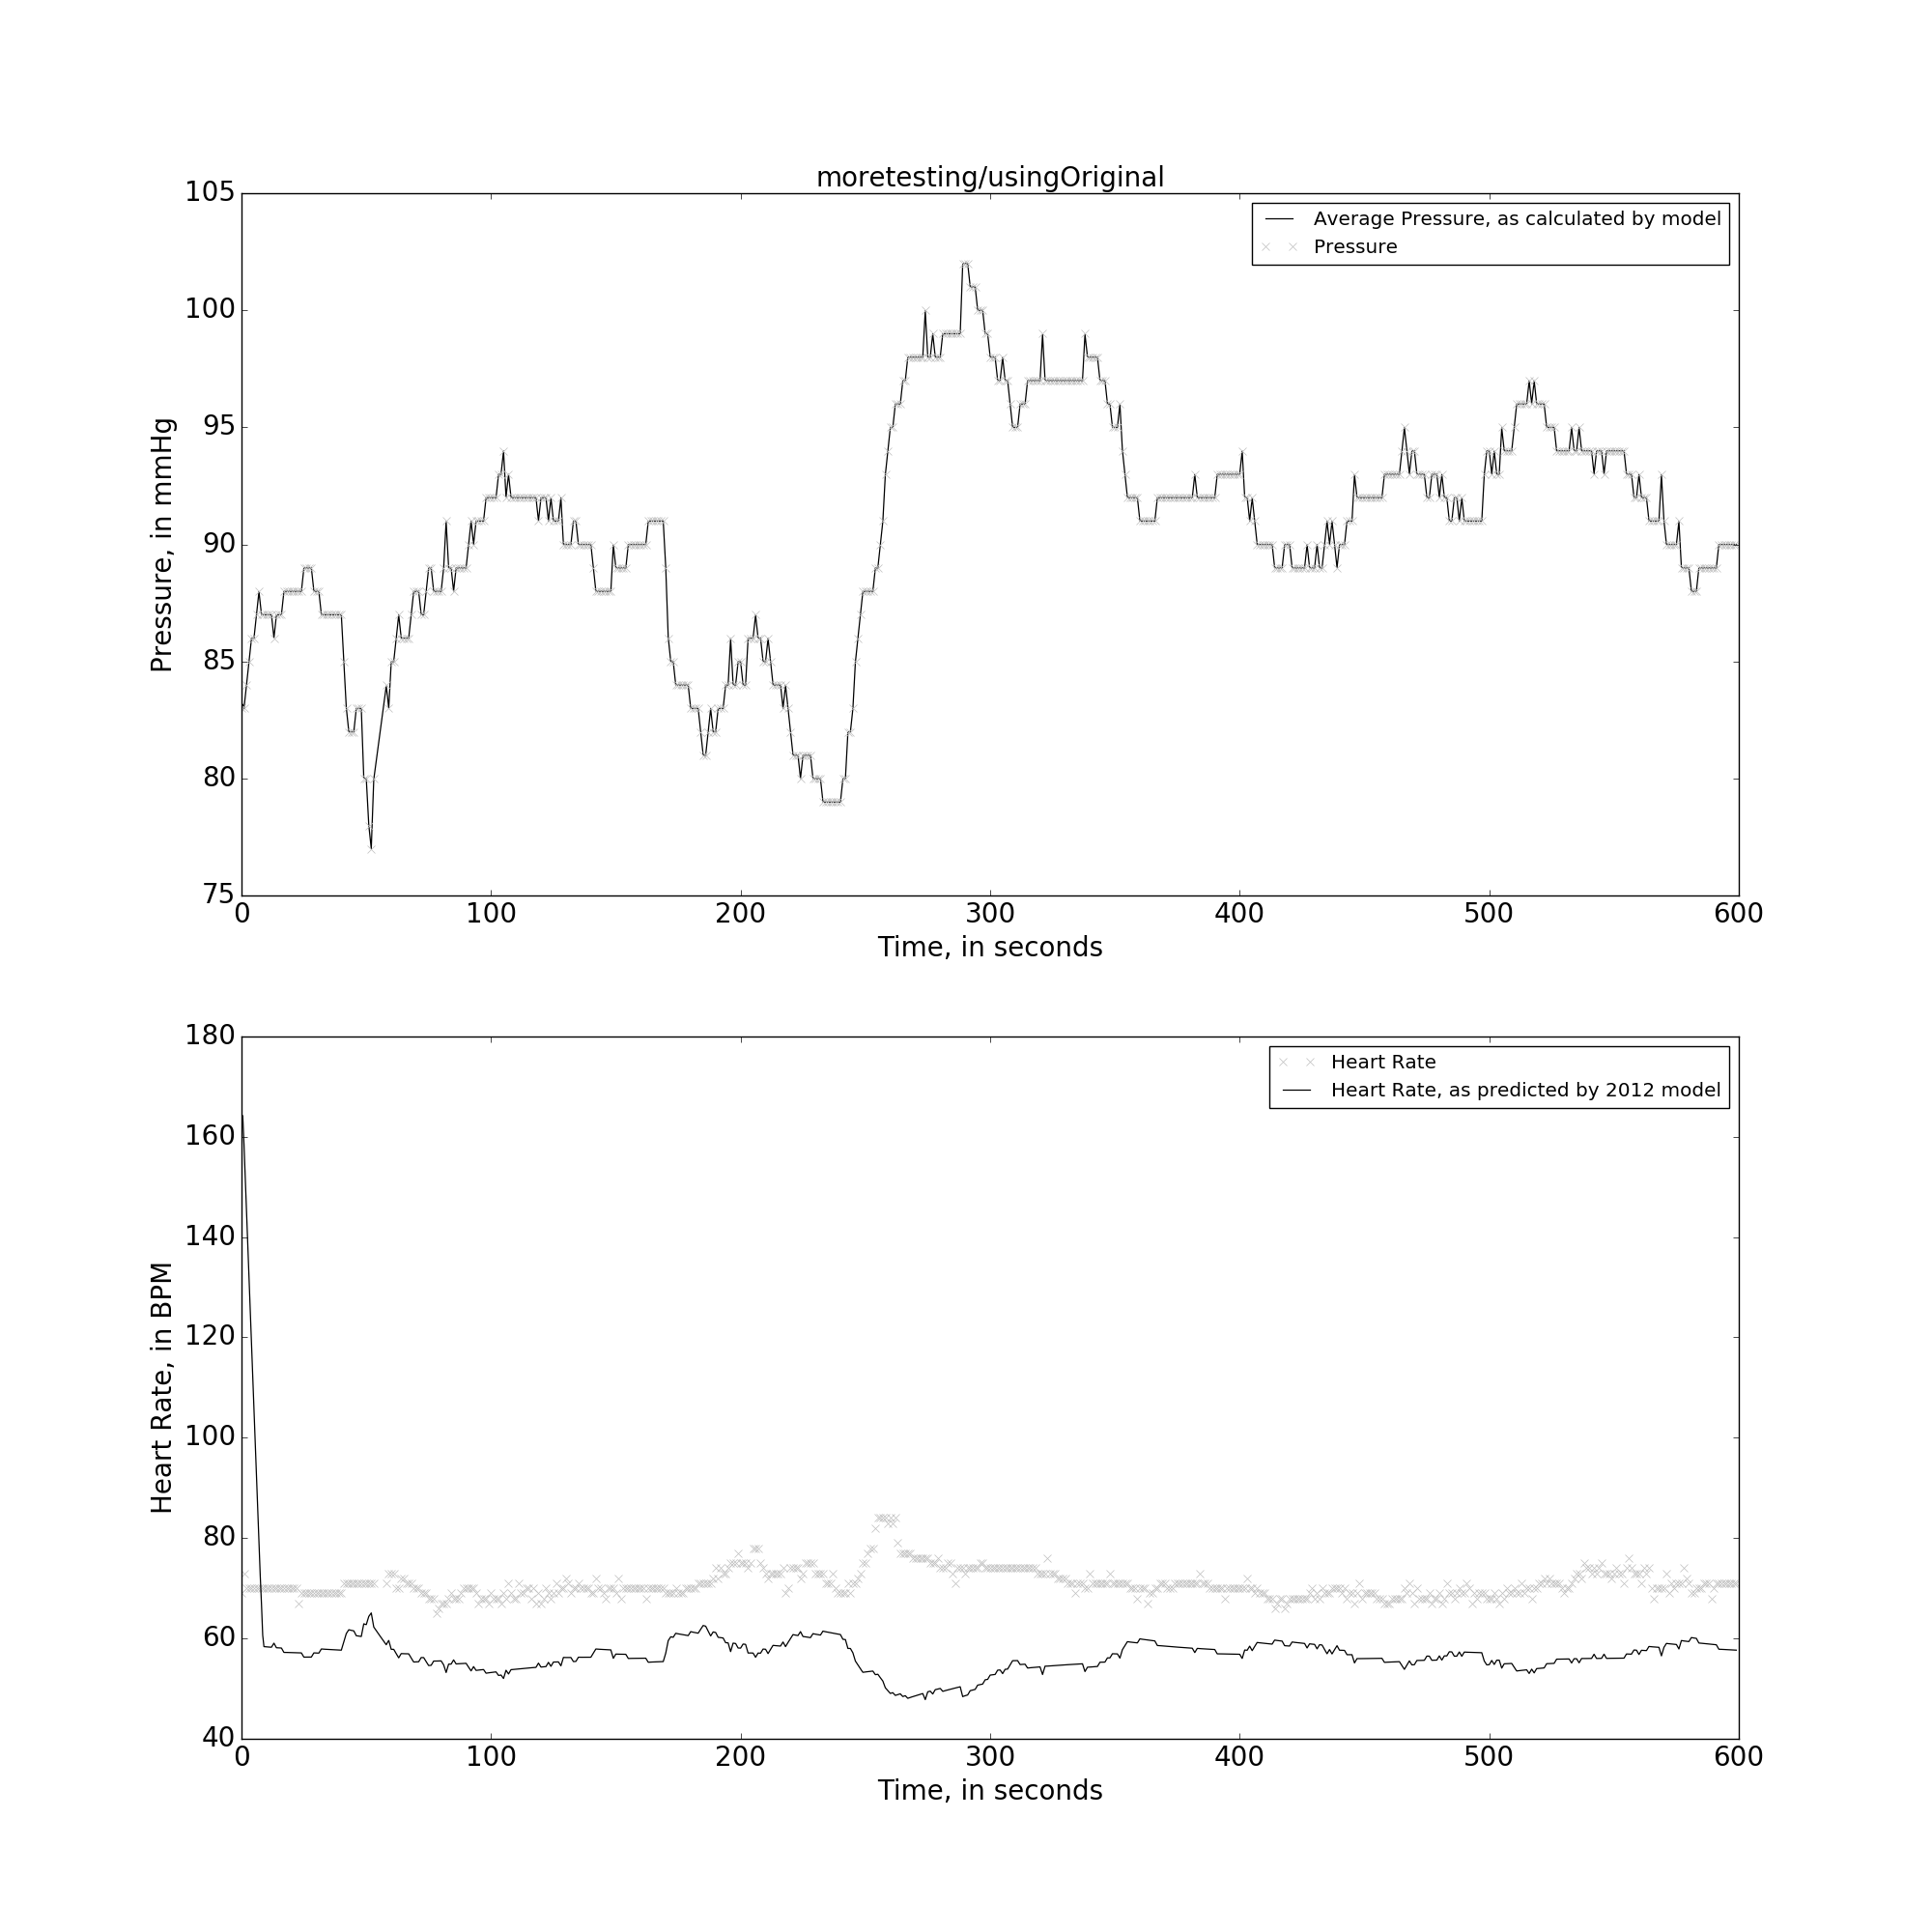 moretesting/usingOriginal
105
100
95
90
85
80
75
Pressure, in mmHg
Average Pressure, as calculated by model
Pressure
0 100 200 300 400 500 600
Time, in seconds
180
160
140
120
100
80
60
40
Heart Rate, in BPM
Heart Rate
Heart Rate, as predicted by 2012 model
0 100 200 300 400 500 600
Time, in seconds